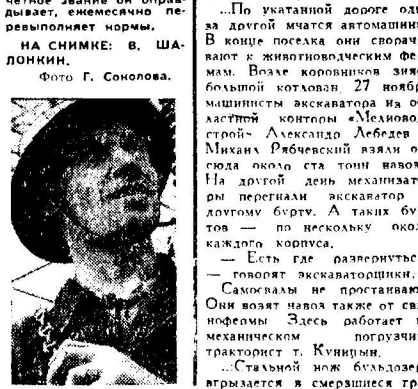 четное звание он оправ-
дывает, ежемесячно пе-
ревыполняет нормы.
НА СНИМКЕ: В. ША-
ЛОНКИН.
Фото Г. Соколова.
...По укатанной дороге од
за другой мчатся автомашин
В конце поселка они сворач
вают к животноводческим фе
мам. Возле коровников зия
большой котлован. 27 нояб
машинисты экскаватора из о
ластной конторы «Мелиово
строй» Александр Лебедев
Михаил Рябчевский взяли о
сюда около ста тонн навоз
На другой день механизат
ры перегнали экскаватор
другому бурту. А таких бу
тов — по нескольку око
каждого корпуса.
— Есть где развернутьс
— говорят экскаваторщики.
Самосвалы не простаиваю
Они возят навоз также от св
нофермы Здесь работает
механическом погрузчи
тракторист т. Куницын.
...Стальной нож бульдозе
вгрызается в смерзшиеся гр